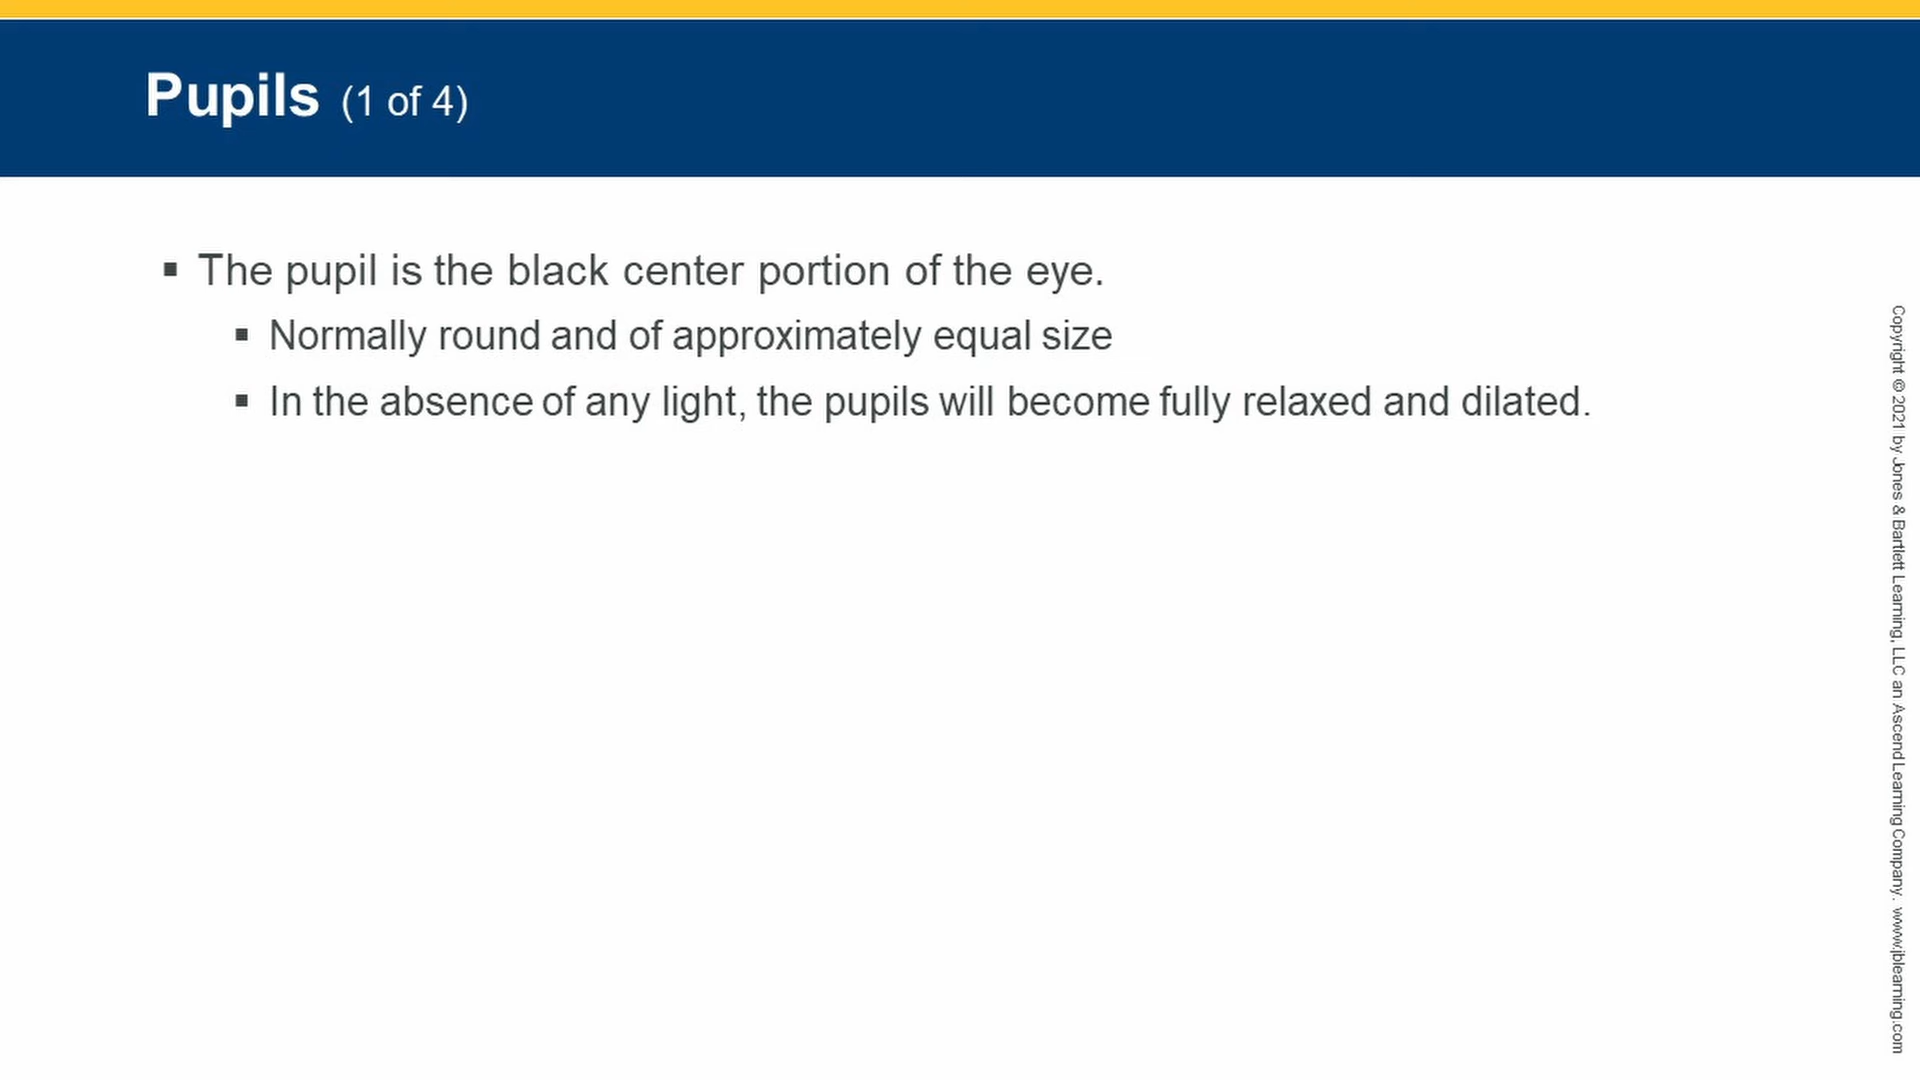 Pupils (1 of 4)
▪ The pupil is the black center portion of the eye.
▪ Normally round and of approximately equal size
▪ In the absence of any light, the pupils will become fully relaxed and dilated.
Copyright © 2021 by Jones & Bartlett Learning, LLC an Ascend Learning Company. www.jblearning.com